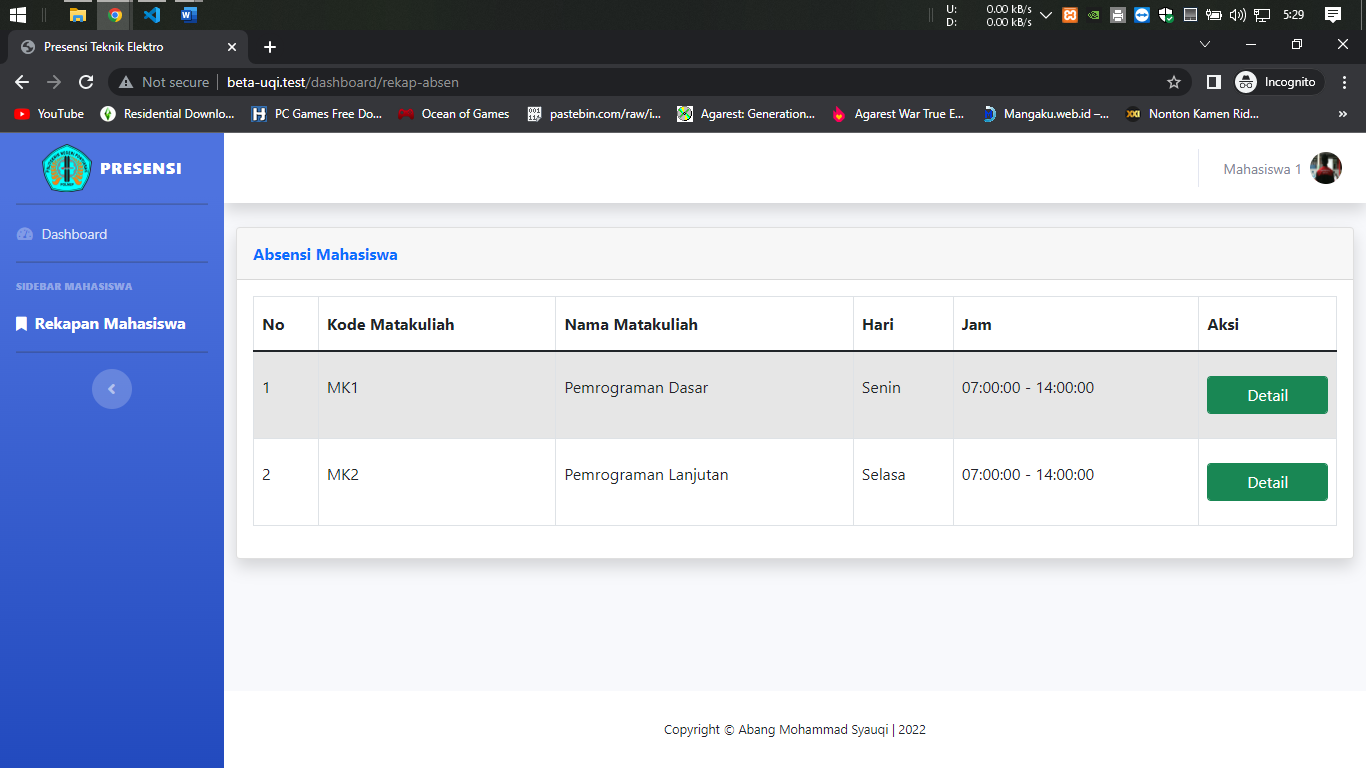 U: 0.00 kB/s
D: 0.00 kB/s
5:29
Presensi Teknik Elektro
Not secure beta-uqi.test/dashboard/rekap-absen
Incognito
YouTube
Residential Downlo...
PC Games Free Do...
Ocean of Games
pastebin.com/raw/i...
Agarest: Generation...
Agarest War True E...
Mangaku.web.id –...
Nonton Kamen Rid...
»
PRESENSI
Mahasiswa 1
Dashboard
SIDEBAR MAHASISWA
Rekapan Mahasiswa
Absensi Mahasiswa
No Kode Matakuliah Nama Matakuliah Hari Jam Aksi
1 MK1 Pemrograman Dasar Senin 07:00:00 - 14:00:00 Detail
2 MK2 Pemrograman Lanjutan Selasa 07:00:00 - 14:00:00 Detail
Copyright © Abang Mohammad Syauqi | 2022